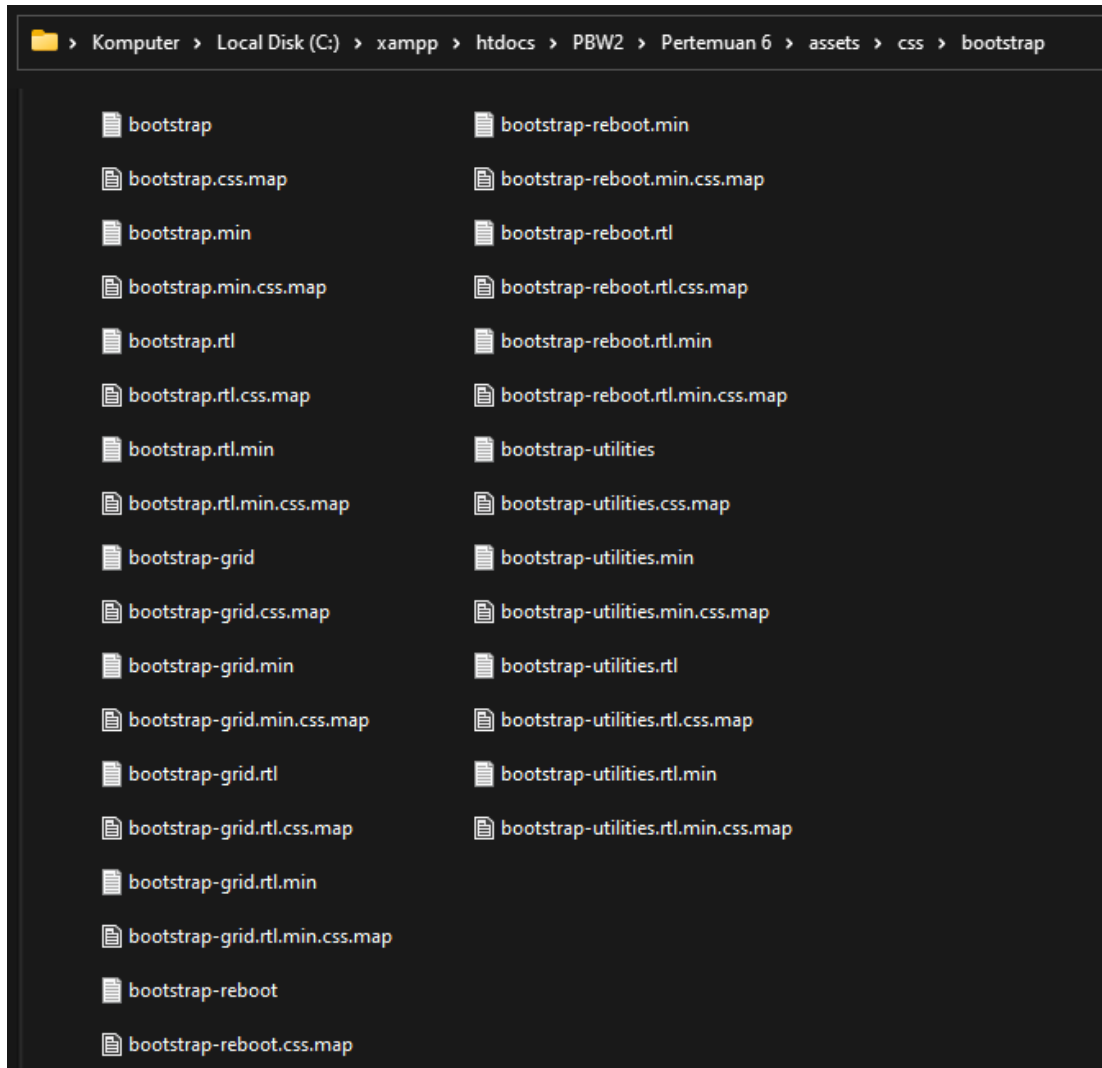 Komputer > Local Disk (C:) > xampp > htdocs > PBW2 > Pertemuan 6 > assets > css > bootstrap
bootstrap
bootstrap.css.map
bootstrap.min
bootstrap.min.css.map
bootstrap.rtl
bootstrap.rtl.css.map
bootstrap.rtl.min
bootstrap.rtl.min.css.map
bootstrap-grid
bootstrap-grid.css.map
bootstrap-grid.min
bootstrap-grid.min.css.map
bootstrap-grid.rtl
bootstrap-grid.rtl.css.map
bootstrap-grid.rtl.min
bootstrap-grid.rtl.min.css.map
bootstrap-reboot
bootstrap-reboot.css.map
bootstrap-reboot.min
bootstrap-reboot.min.css.map
bootstrap-reboot.rtl
bootstrap-reboot.rtl.css.map
bootstrap-reboot.rtl.min
bootstrap-reboot.rtl.min.css.map
bootstrap-utilities
bootstrap-utilities.css.map
bootstrap-utilities.min
bootstrap-utilities.min.css.map
bootstrap-utilities.rtl
bootstrap-utilities.rtl.css.map
bootstrap-utilities.rtl.min
bootstrap-utilities.rtl.min.css.map